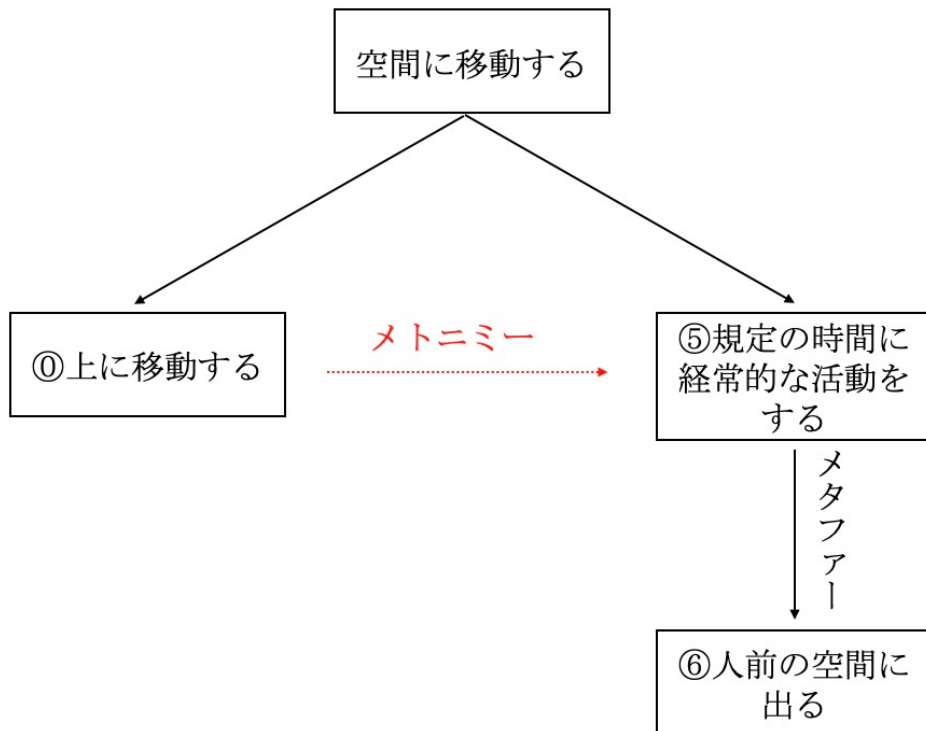 空間に移動する
⓪上に移動する
メトニミー
⑤規定の時間に
経常的な活動を
する
メタファー
⑥人前の空間に
出る